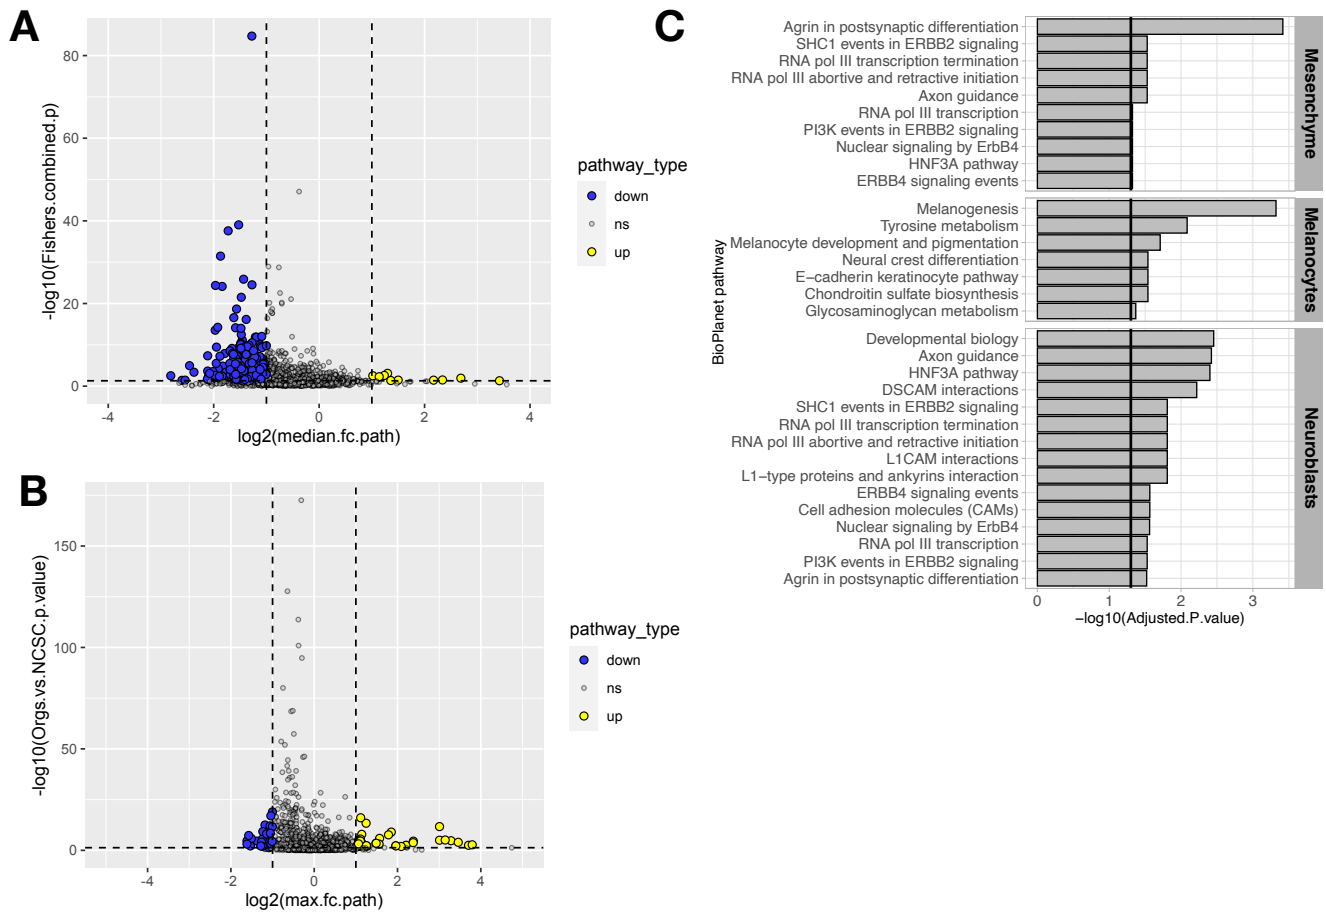 A
-log10(Fishers.combined.p)
80
60
40
20
0
-4
-2
0
2
4
log2(median.fc.path)
pathway_type
down
ns
up
B
-log10(Orgs.vs.NCSC.p.value)
150
100
50
0
-4
-2
0
2
4
log2(max.fc.path)
pathway_type
down
ns
up
C
BioPlanet pathway
Agrin in postsynaptic differentiation
SHC1 events in ERBB2 signaling
RNA pol III transcription termination
RNA pol III abortive and retractive initiation
Axon guidance
RNA pol III transcription
PI3K events in ERBB2 signaling
Nuclear signaling by ErbB4
HNF3A pathway
ERBB4 signaling events
Mesenchyme
Melanogenesis
Tyrosine metabolism
Melanocyte development and pigmentation
Neural crest differentiation
E−cadherin keratinocyte pathway
Chondroitin sulfate biosynthesis
Glycosaminoglycan metabolism
Melanocytes
Developmental biology
Axon guidance
HNF3A pathway
DSCAM interactions
SHC1 events in ERBB2 signaling
RNA pol III transcription termination
RNA pol III abortive and retractive initiation
L1CAM interactions
L1−type proteins and ankyrins interaction
ERBB4 signaling events
Cell adhesion molecules (CAMs)
Nuclear signaling by ErbB4
RNA pol III transcription
PI3K events in ERBB2 signaling
Agrin in postsynaptic differentiation
Neuroblasts
0
1
2
3
−log10(Adjusted.P.value)